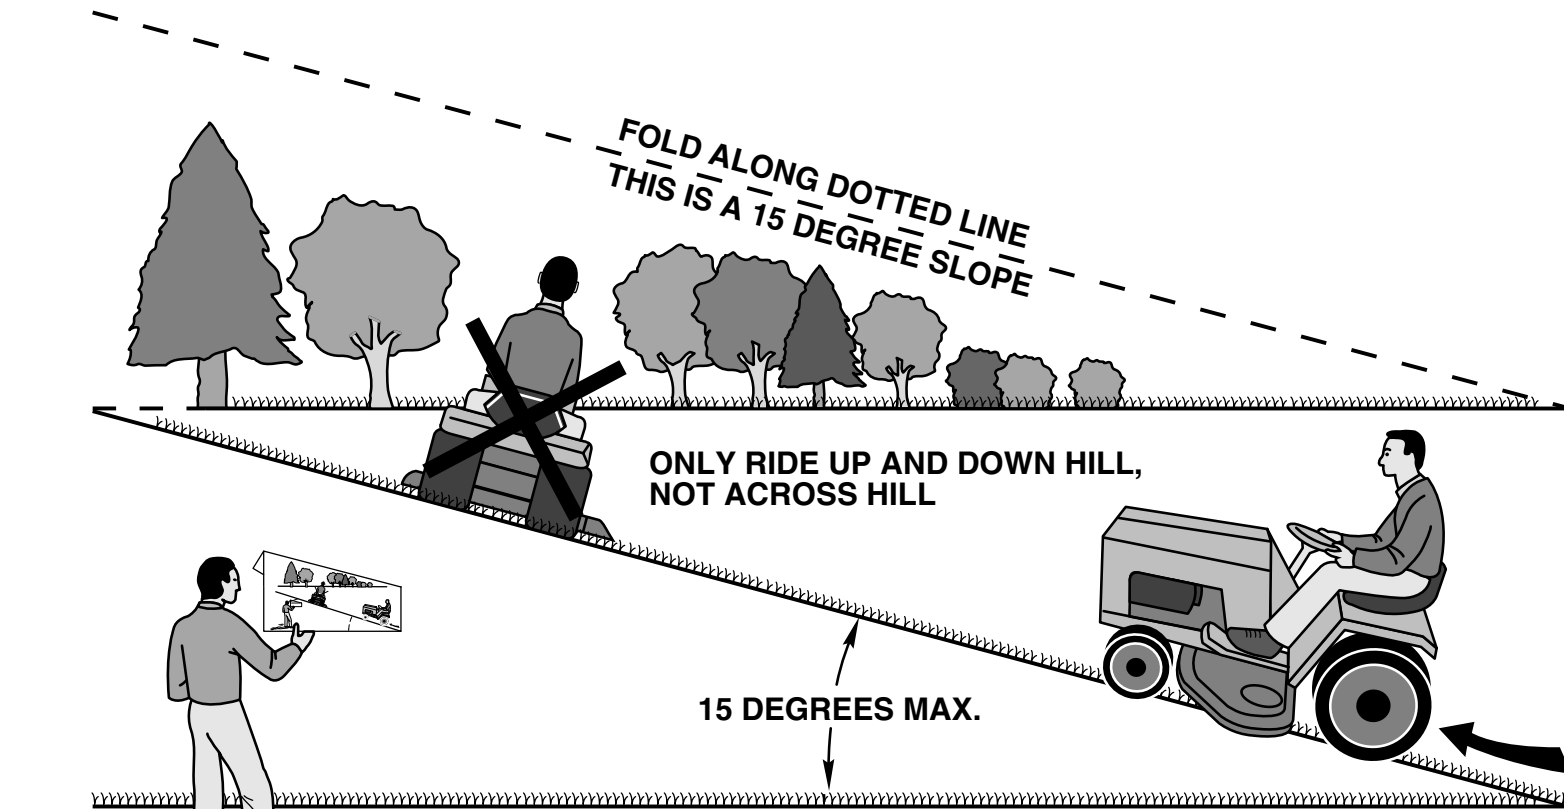 FOLD ALONG DOTTED LINE
THIS IS A 15 DEGREE SLOPE
ONLY RIDE UP AND DOWN HILL,
NOT ACROSS HILL
15 DEGREES MAX.